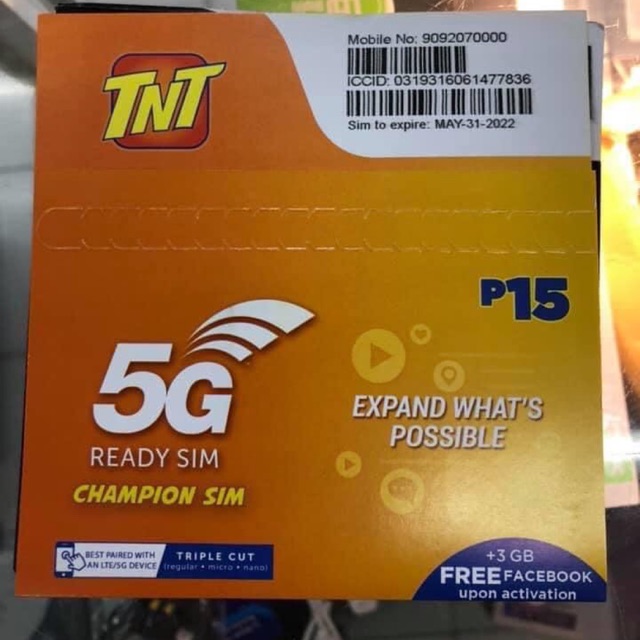 TNT
Mobile No: 9092070000
ICCID: 0319316061477836
Sim to expire: MAY-31-2022
P15
5G
READY SIM
CHAMPION SIM
EXPAND WHAT'S
POSSIBLE
BEST PAIRED WITH
AN LTE/5G DEVICE
TRIPLE CUT
(regular • micro • nano)
+3 GB
FREE FACEBOOK
upon activation